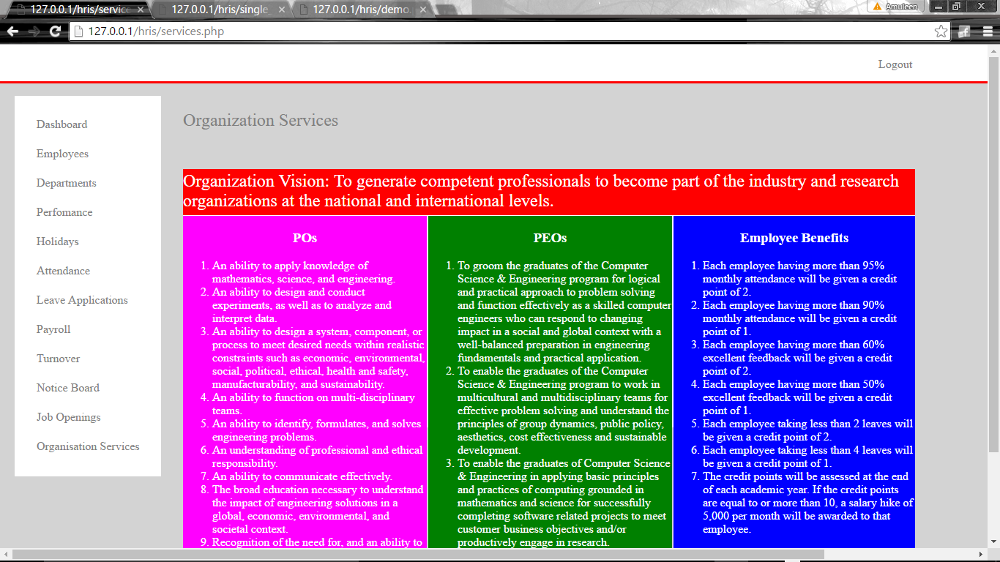 127.0.0.1/hris/servic
127.0.0.1/hris/single_
127.0.0.1/hris/demo.
Amuleen
127.0.0.1/hris/services.php
Logout
Dashboard
Employees
Departments
Perfomance
Holidays
Attendance
Leave Applications
Payroll
Turnover
Notice Board
Job Openings
Organisation Services
Organization Services
Organization Vision: To generate competent professionals to become part of the industry and research
organizations at the national and international levels.
POs
1. An ability to apply knowledge of
mathematics, science, and engineering.
2. An ability to design and conduct
experiments, as well as to analyze and
interpret data.
3. An ability to design a system, component, or
process to meet desired needs within realistic
constraints such as economic, environmental,
social, political, ethical, health and safety,
manufacturability, and sustainability.
4. An ability to function on multi-disciplinary
teams.
5. An ability to identify, formulates, and solves
engineering problems.
6. An understanding of professional and ethical
responsibility.
7. An ability to communicate effectively.
8. The broad education necessary to understand
the impact of engineering solutions in a
global, economic, environmental, and
societal context.
9. Recognition of the need for, and an ability to
PEOs
1. To groom the graduates of the Computer
Science & Engineering program for logical
and practical approach to problem solving
and function effectively as a skilled computer
engineers who can respond to changing
impact in a social and global context with a
well-balanced preparation in engineering
fundamentals and practical application.
2. To enable the graduates of the Computer
Science & Engineering program to work in
multicultural and multidisciplinary teams for
effective problem solving and understand the
principles of group dynamics, public policy,
aesthetics, cost effectiveness and sustainable
development.
3. To enable the graduates of Computer Science
& Engineering in applying basic principles
and practices of computing grounded in
mathematics and science for successfully
completing software related projects to meet
customer business objectives and/or
productively engage in research.
Employee Benefits
1. Each employee having more than 95%
monthly attendance will be given a credit
point of 2.
2. Each employee having more than 90%
monthly attendance will be given a credit
point of 1.
3. Each employee having more than 60%
excellent feedback will be given a credit
point of 2.
4. Each employee having more than 50%
excellent feedback will be given a credit
point of 1.
5. Each employee taking less than 2 leaves will
be given a credit point of 2.
6. Each employee taking less than 4 leaves will
be given a credit point of 1.
7. The credit points will be assessed at the end
of each academic year. If the credit points
are equal to or more than 10, a salary hike of
5,000 per month will be awarded to that
employee.